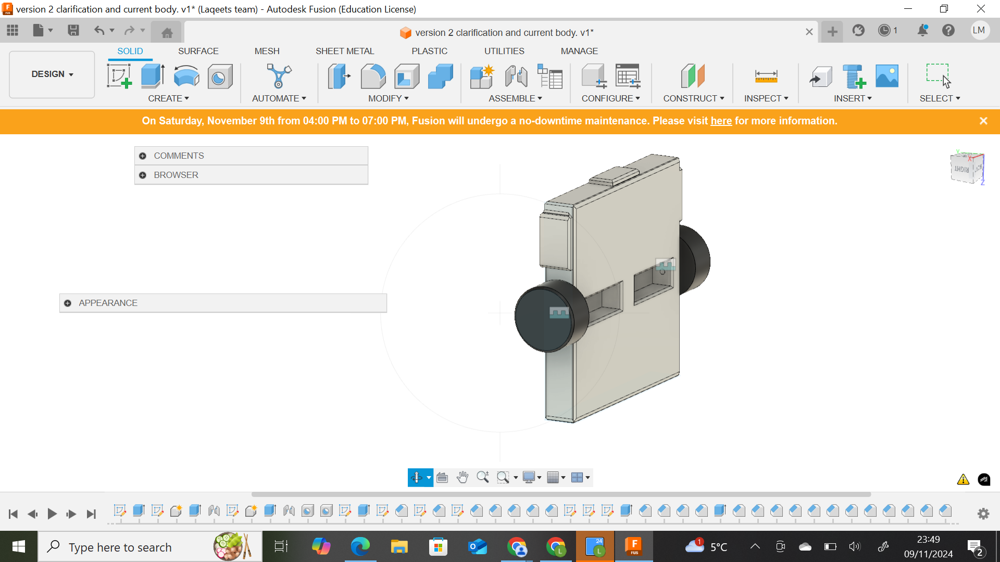 version 2 clarification and current body. v1* (Laqeets team) - Autodesk Fusion (Education License)
version 2 clarification and current body. v1*
1
LM
DESIGN
SOLID
SURFACE
MESH
SHEET METAL
PLASTIC
UTILITIES
MANAGE
CREATE
AUTOMATE
MODIFY
ASSEMBLE
CONFIGURE
CONSTRUCT
INSPECT
INSERT
SELECT
On Saturday, November 9th from 04:00 PM to 07:00 PM, Fusion will undergo a no-downtime maintenance. Please visit here for more information.
COMMENTS
BROWSER
APPEARANCE
RIGHT
Y
X
Z
Type here to search
24
L
L
F
FUS
1
5°C
23:49
09/11/2024
2